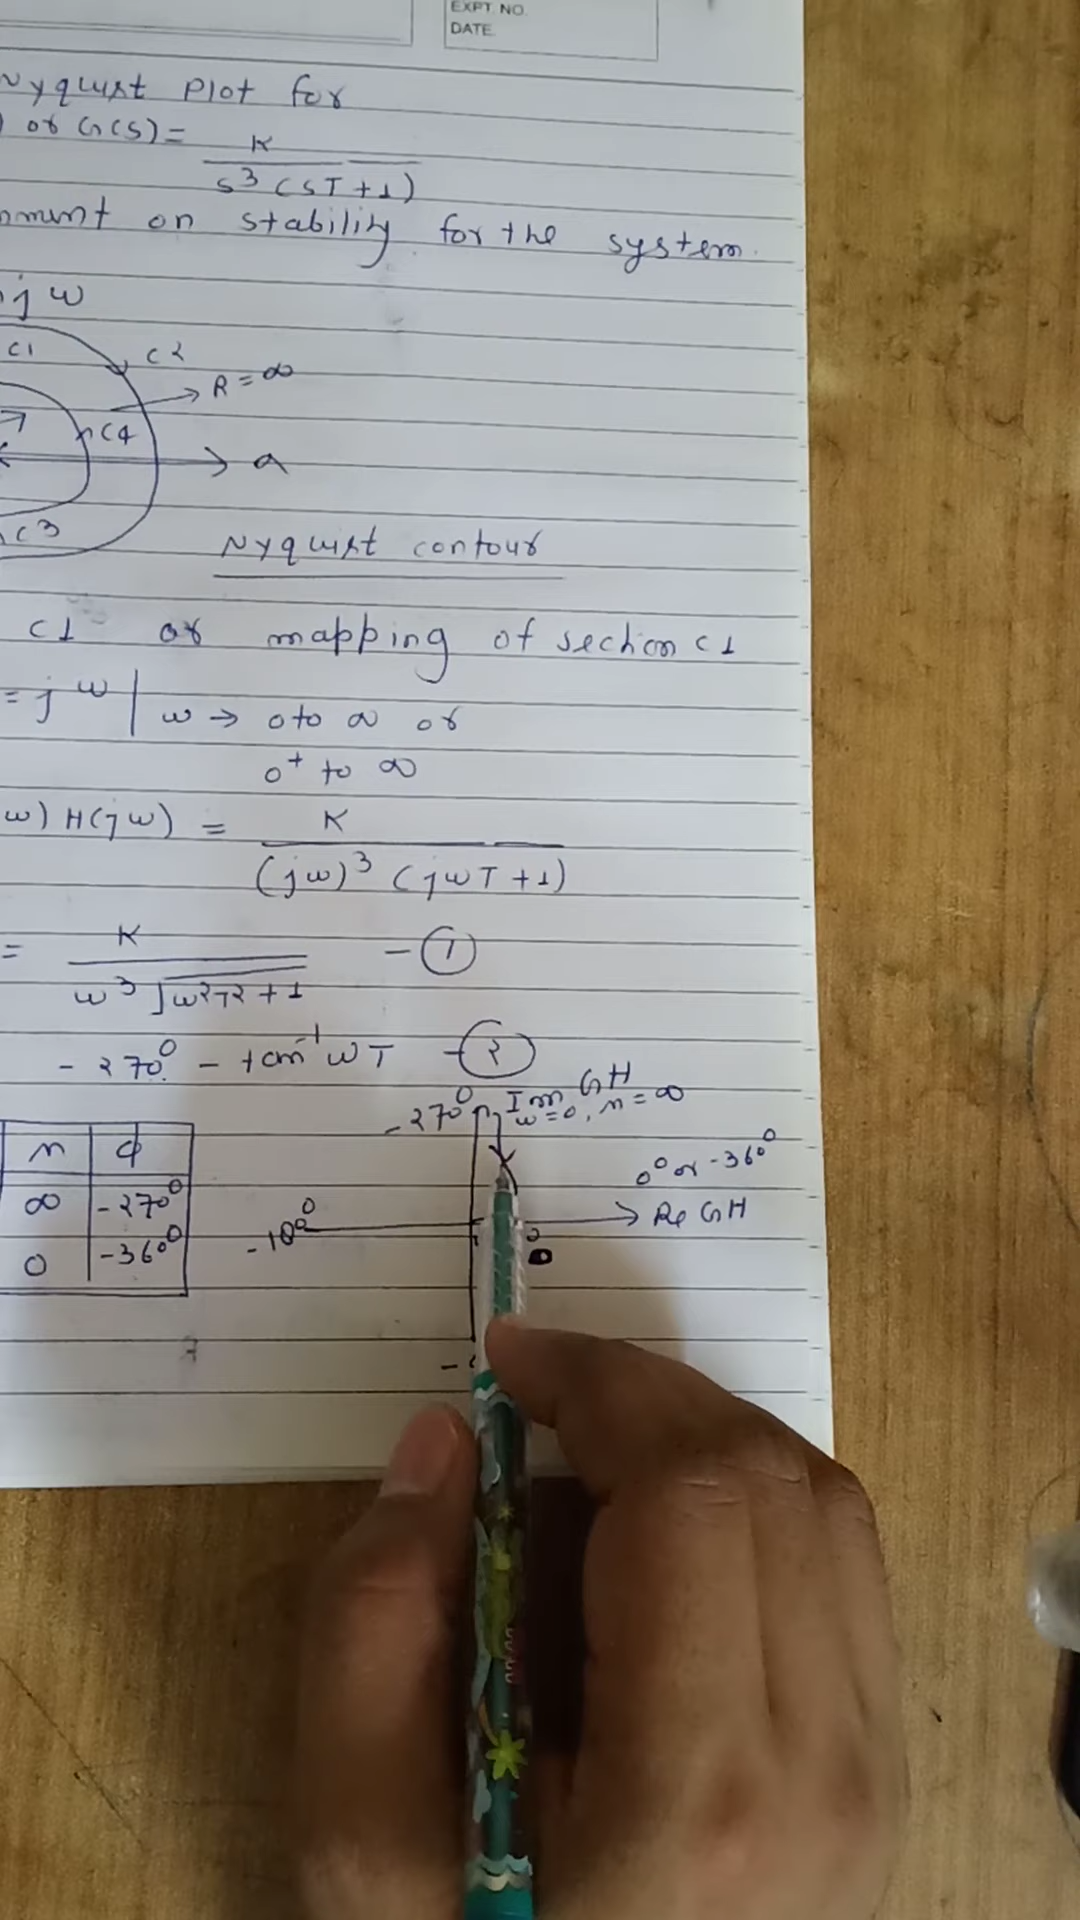 EXPT. NO.
DATE
Nyquist Plot for
) or G(s) = K
s³ (sT+1)
mment on stability for the system.
jω
C1
C2
R = ∞
C4
C3
Nyquist contour
C1 or mapping of section C1
= jω | ω → 0 to ∞ or
0⁺ to ∞
ω) H(jω) = K
(jω)³ (jωT+1)
= K
ω³ √ω²T²+1
- ①
- 270° - tan⁻¹ ωT - ②
-270° Im GH
ω=0, m=∞
m | ϕ
∞ | -270°
0 | -360°
0° or -360°
Re GH